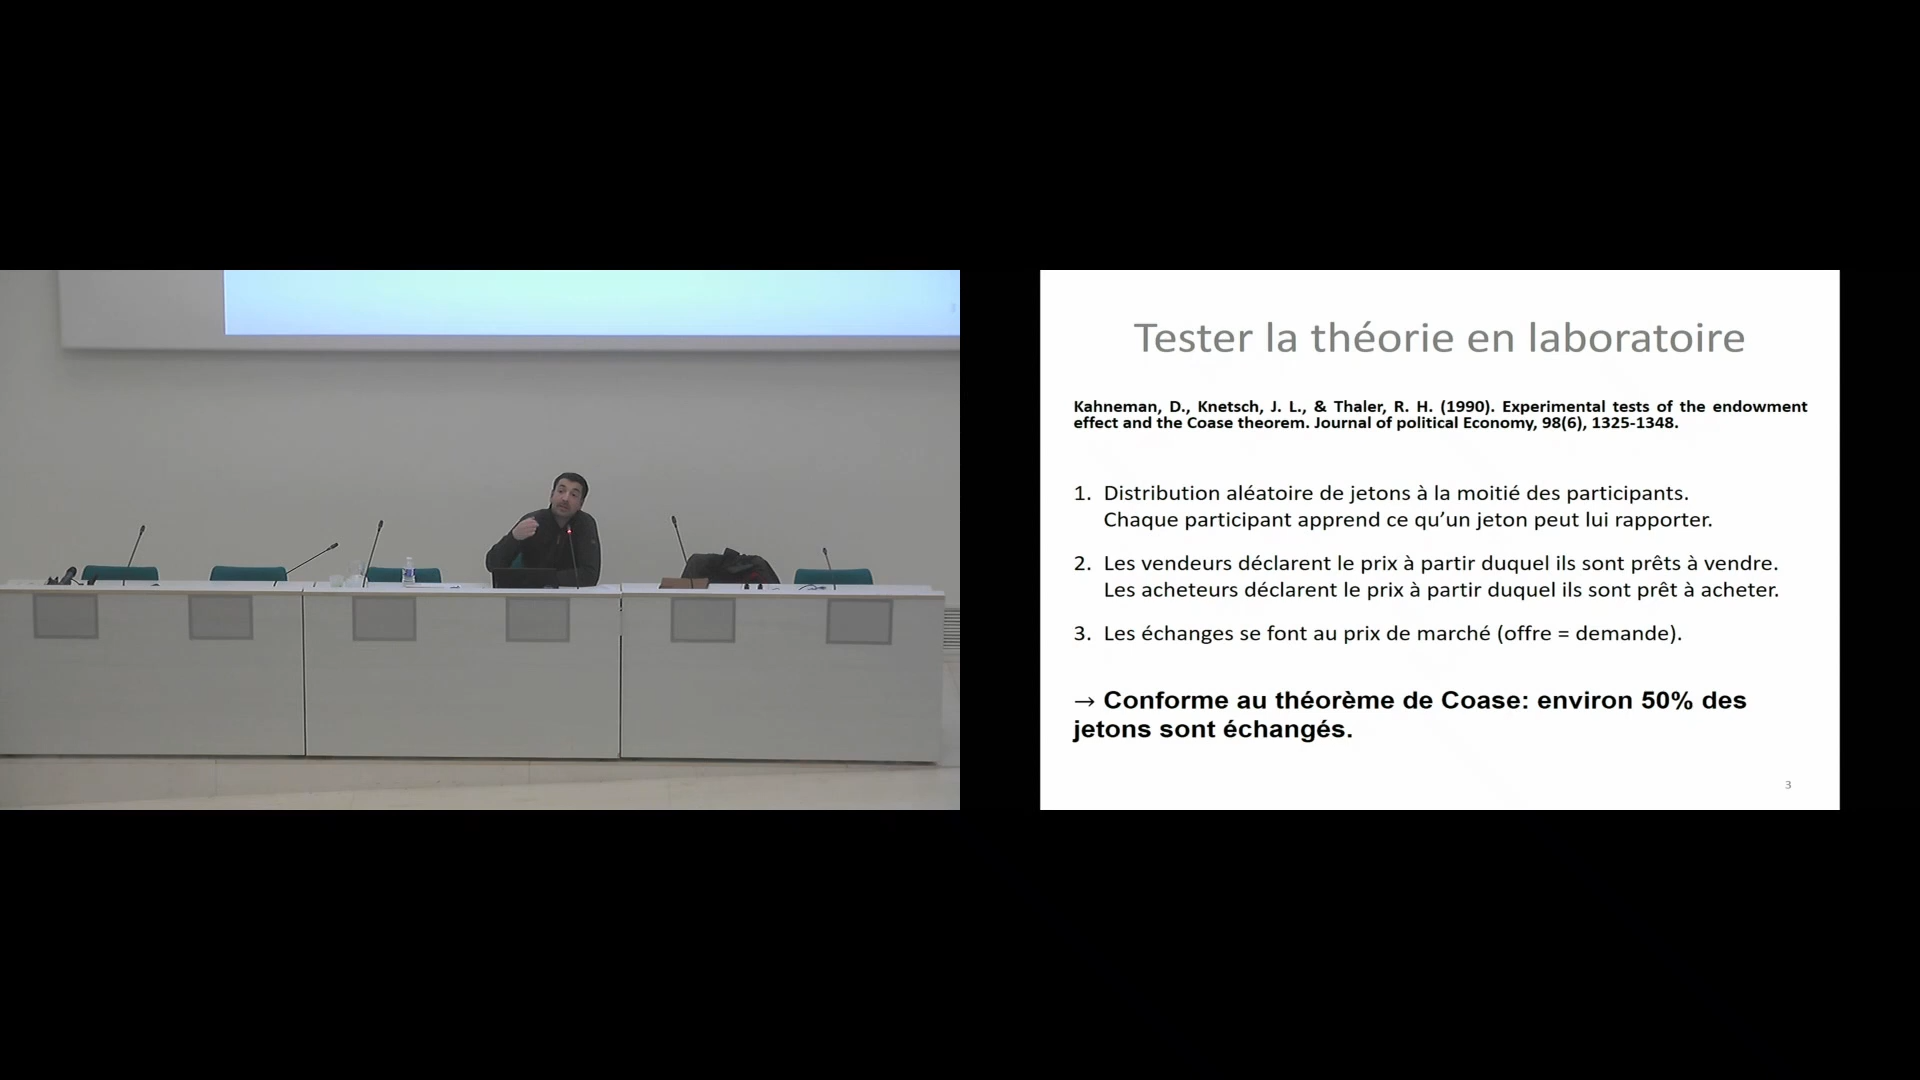 Tester la théorie en laboratoire
Kahneman, D., Knetsch, J. L., & Thaler, R. H. (1990). Experimental tests of the endowment
effect and the Coase theorem. Journal of political Economy, 98(6), 1325-1348.
1. Distribution aléatoire de jetons à la moitié des participants.
Chaque participant apprend ce qu’un jeton peut lui rapporter.
2. Les vendeurs déclarent le prix à partir duquel ils sont prêts à vendre.
Les acheteurs déclarent le prix à partir duquel ils sont prêt à acheter.
3. Les échanges se font au prix de marché (offre = demande).
→ Conforme au théorème de Coase: environ 50% des
jetons sont échangés.
3